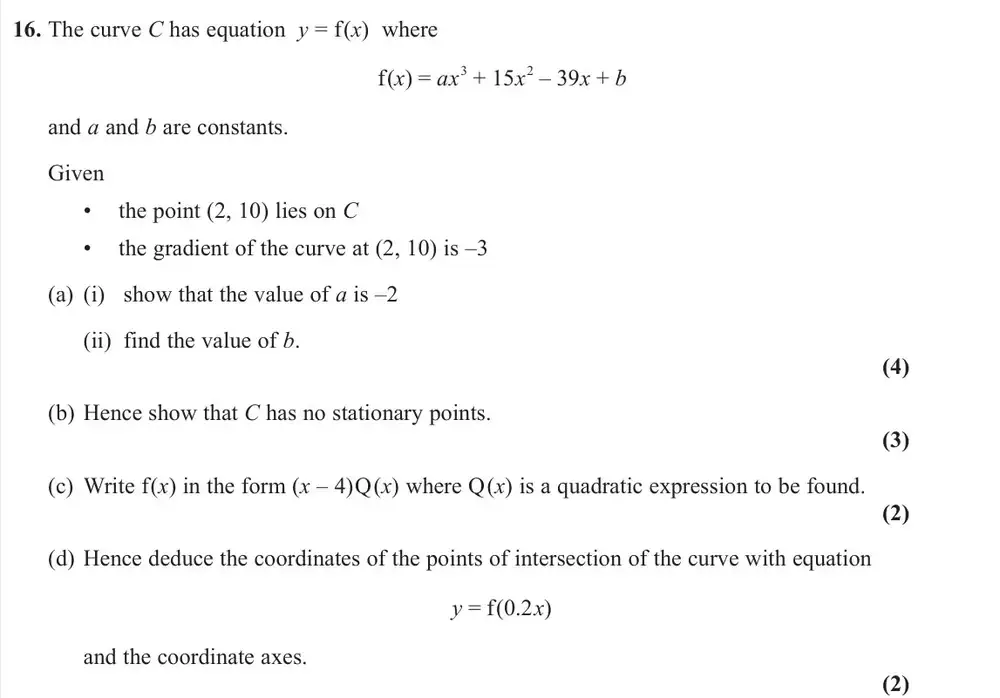 16. The curve C has equation y = f(x) where
f(x) = ax³ + 15x² – 39x + b
and a and b are constants.
Given
• the point (2, 10) lies on C
• the gradient of the curve at (2, 10) is –3
(a) (i) show that the value of a is –2
(ii) find the value of b.
(4)
(b) Hence show that C has no stationary points.
(3)
(c) Write f(x) in the form (x – 4)Q(x) where Q(x) is a quadratic expression to be found.
(2)
(d) Hence deduce the coordinates of the points of intersection of the curve with equation
y = f(0.2x)
and the coordinate axes.
(2)